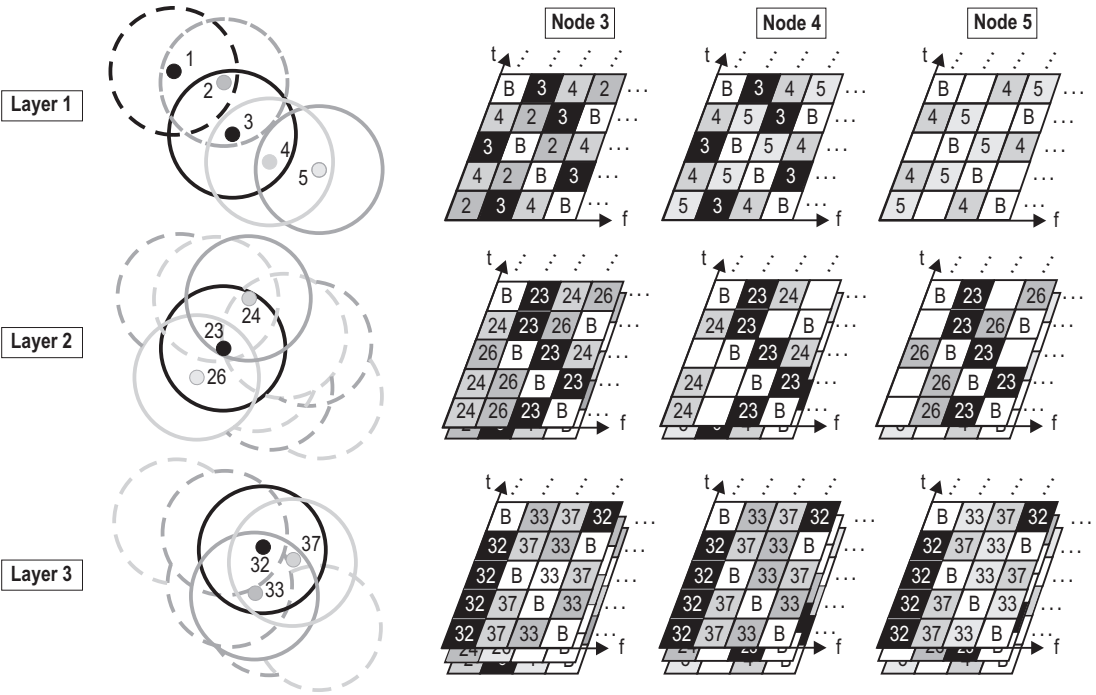 Node 3 Node 4 Node 5
Layer 1
1
2
3
4
5
t
B 3 4 2 ...
4 2 3 B ...
3 B 2 4 ...
4 2 B 3 ...
2 3 4 B ...
f
t
B 3 4 5 ...
4 5 3 B ...
3 B 5 4 ...
4 5 B 3 ...
5 3 4 B ...
f
t
B 4 5 ...
4 5 B ...
B 5 4 ...
4 5 B ...
5 4 B ...
f
Layer 2
24
23
26
t
B 23 24 26 ...
24 23 26 B ...
26 B 23 24 ...
24 26 B 23 ...
24 26 23 B ...
f
t
B 23 24 ...
24 23 B ...
B 23 24 ...
24 B 23 ...
24 23 B ...
f
t
B 23 26 ...
23 26 B ...
26 B 23 ...
26 B 23 ...
26 23 B ...
f
Layer 3
37
32
33
t
B 33 37 32 ...
32 37 33 B ...
32 B 33 37 ...
32 37 B 33 ...
32 37 33 B ...
f
t
B 33 37 32 ...
32 37 33 B ...
32 B 33 37 ...
32 37 B 33 ...
32 37 33 B ...
f
t
B 33 37 32 ...
32 37 33 B ...
32 B 33 37 ...
32 37 B 33 ...
32 37 33 B ...
f